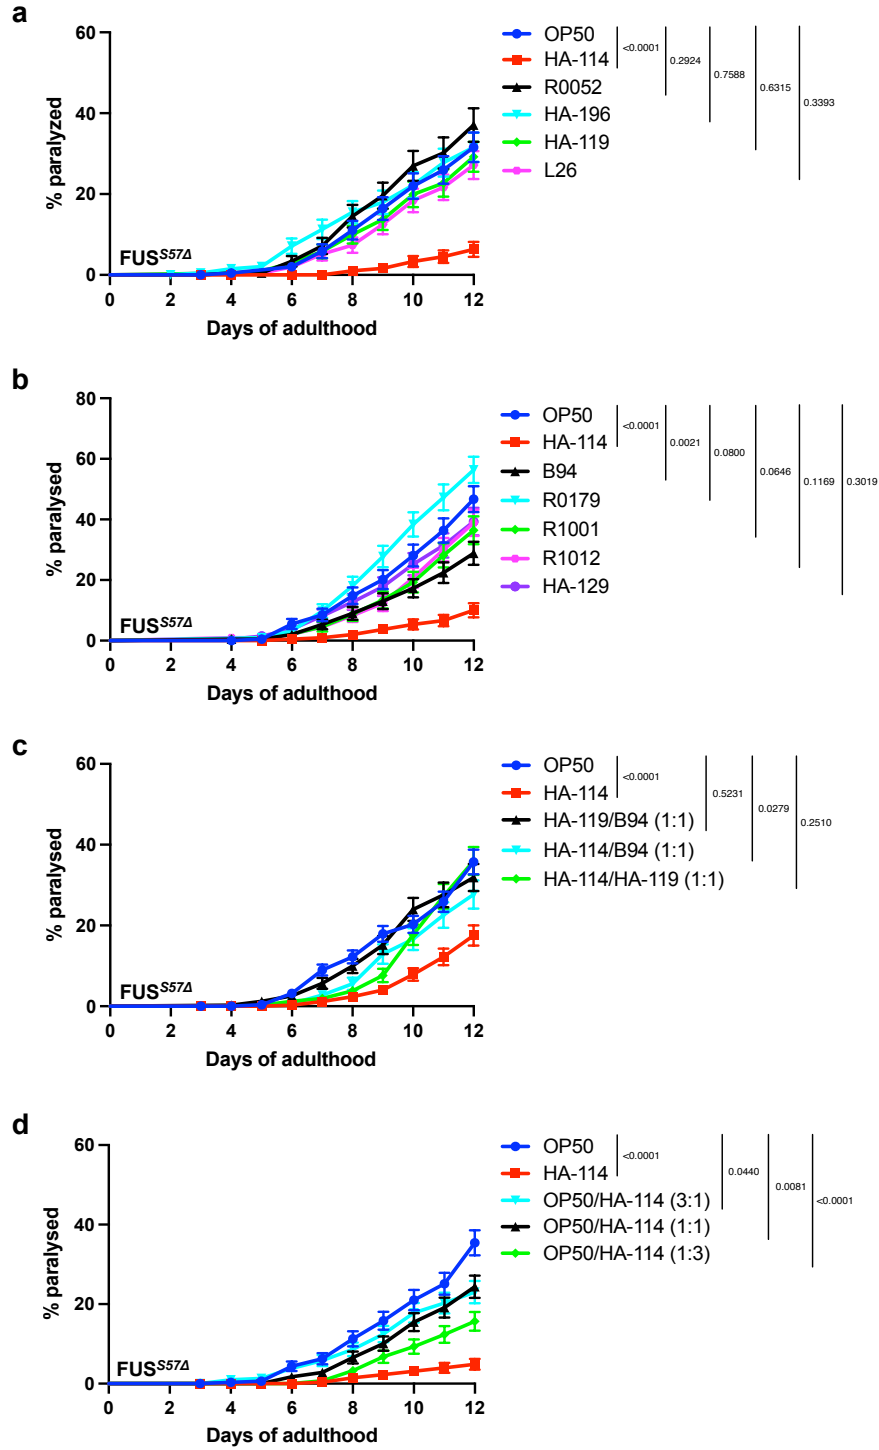 a
60
40
20
0
% paralyzed
FUS^S57Δ
0 2 4 6 8 10 12
Days of adulthood
OP50
HA-114
R0052
HA-196
HA-119
L26
<0.0001
0.2924
0.7588
0.6315
0.3393
b
80
60
40
20
0
% paralysed
FUS^S57Δ
0 2 4 6 8 10 12
Days of adulthood
OP50
HA-114
B94
R0179
R1001
R1012
HA-129
<0.0001
0.0021
0.0800
0.0646
0.1169
0.3019
c
60
40
20
0
% paralysed
FUS^S57Δ
0 2 4 6 8 10 12
Days of adulthood
OP50
HA-114
HA-119/B94 (1:1)
HA-114/B94 (1:1)
HA-114/HA-119 (1:1)
<0.0001
0.5231
0.0279
0.2510
d
60
40
20
0
% paralysed
FUS^S57Δ
0 2 4 6 8 10 12
Days of adulthood
OP50
HA-114
OP50/HA-114 (3:1)
OP50/HA-114 (1:1)
OP50/HA-114 (1:3)
<0.0001
0.0440
0.0081
<0.0001